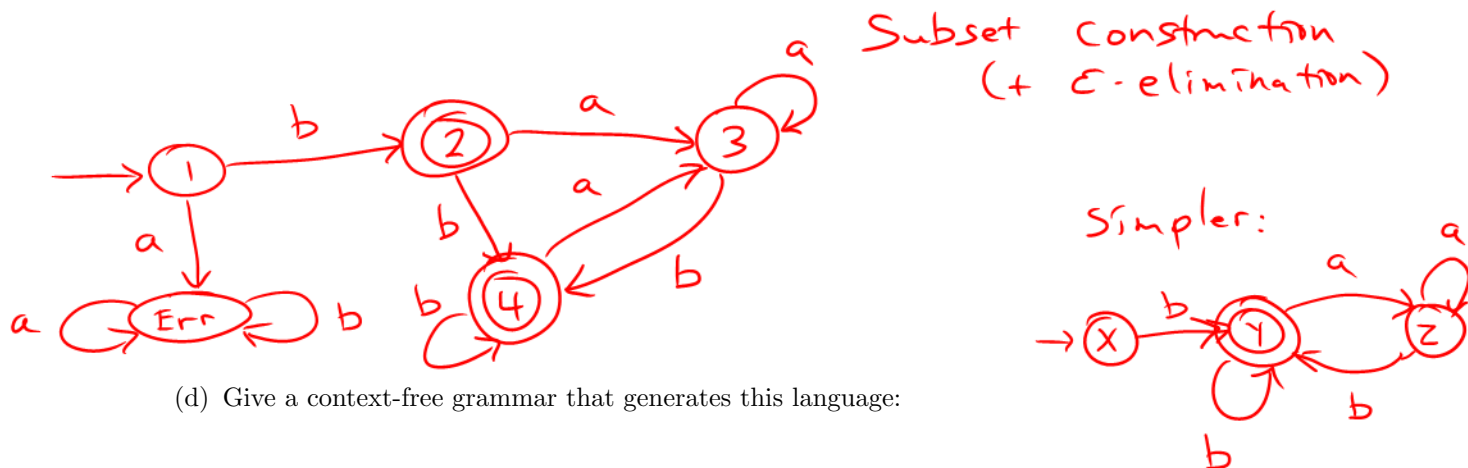 Subset construction
(+ ε-elimination)
a
b
a
2
3
1
a
b
a
b
simpler:
a
a
a
Err
b
b
4
b
X
Y
Z
b
b
(d) Give a context-free grammar that generates this language: